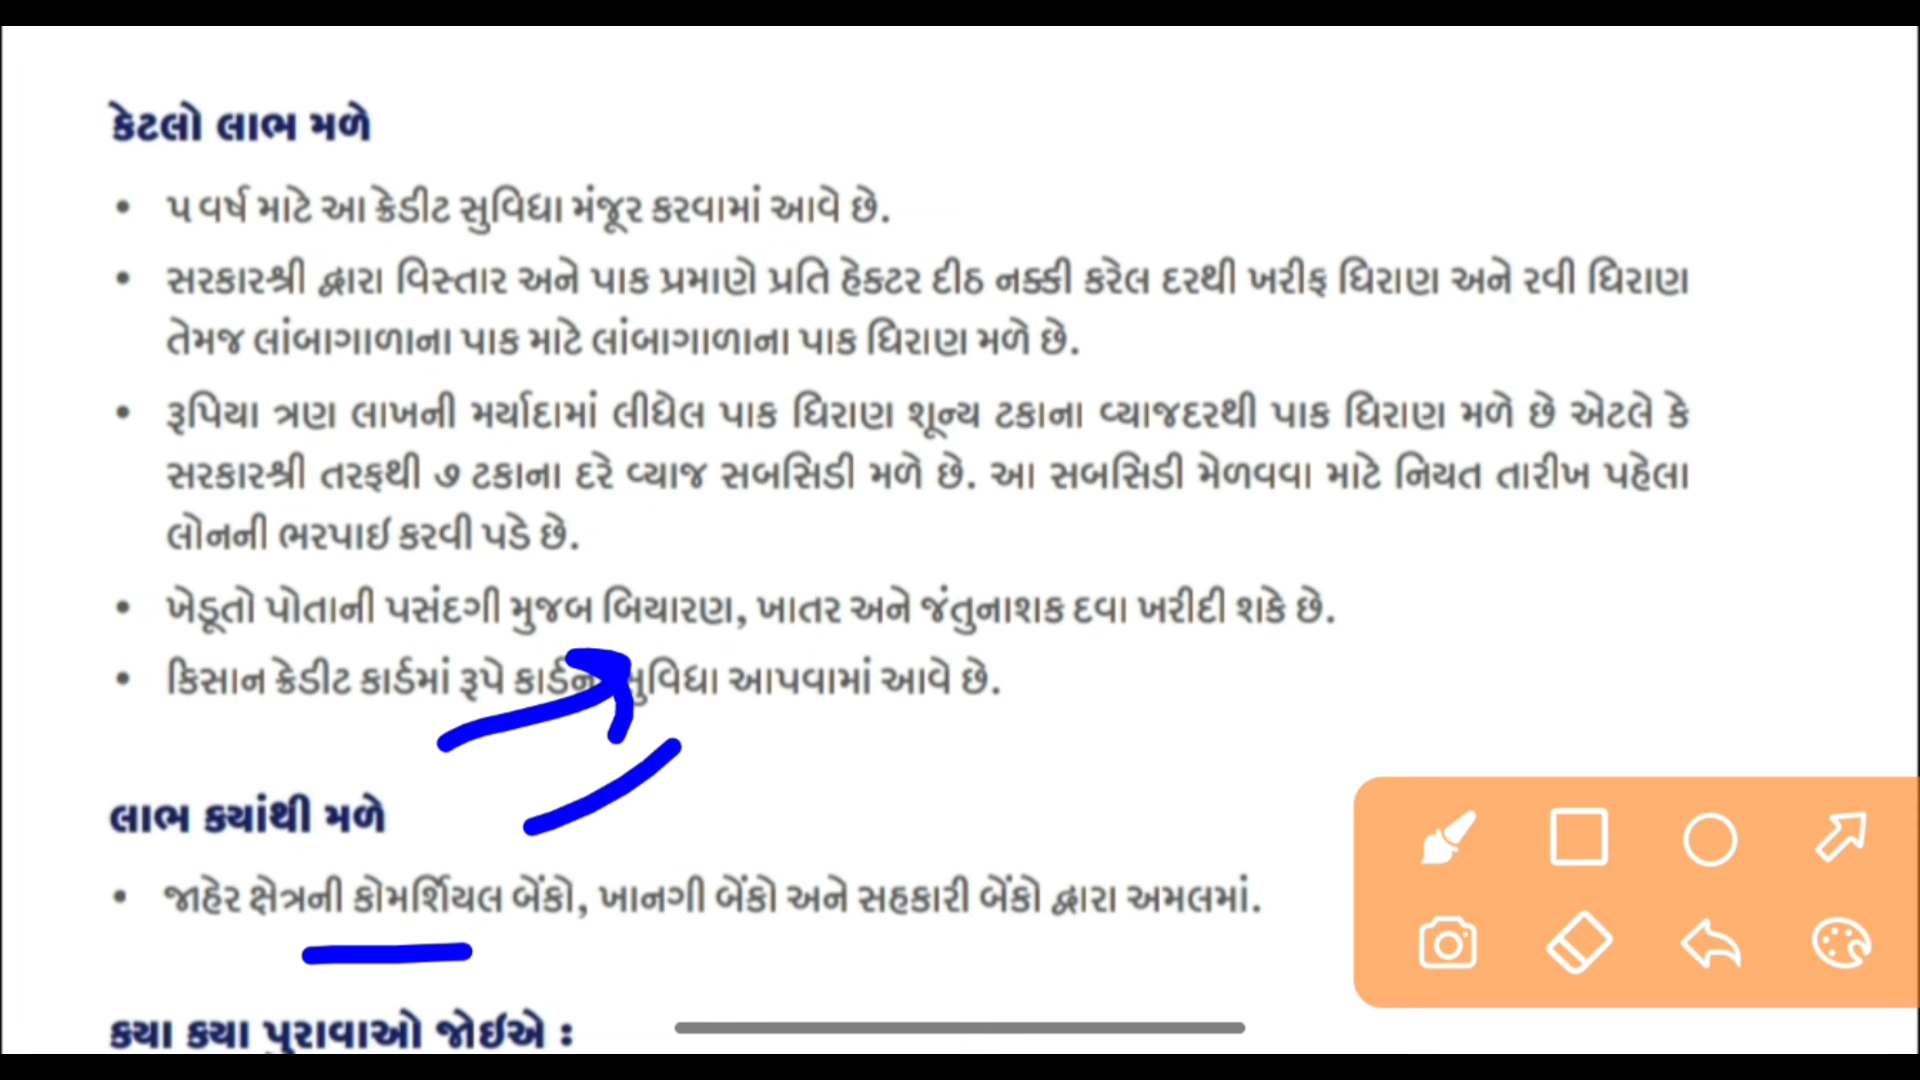 કેટલો લાભ મળે
• ૫ વર્ષ માટે આ ક્રેડીટ સુવિધા મંજૂર કરવામાં આવે છે.
• સરકારશ્રી દ્વારા વિસ્તાર અને પાક પ્રમાણે પ્રતિ હેક્ટર દીઠ નક્કી કરેલ દરથી ખરીફ ધિરાણ અને રવી ધિરાણ
તેમજ લાંબાગાળાના પાક માટે લાંબાગાળાના પાક ધિરાણ મળે છે.
• રૂપિયા ત્રણ લાખની મર્યાદામાં લીધેલ પાક ધિરાણ શૂન્ય ટકાના વ્યાજદરથી પાક ધિરાણ મળે છે એટલે કે
સરકારશ્રી તરફથી ૭ ટકાના દરે વ્યાજ સબસિડી મળે છે. આ સબસિડી મેળવવા માટે નિયત તારીખ પહેલા
લોનની ભરપાઈ કરવી પડે છે.
• ખેડૂતો પોતાની પસંદગી મુજબ બિયારણ, ખાતર અને જંતુનાશક દવા ખરીદી શકે છે.
• કિસાન ક્રેડીટ કાર્ડમાં રૂપે સુવિધા આપવામાં આવે છે.
લાભ ક્યાંથી મળે
• જાહેર ક્ષેત્રની કોમર્શિયલ બેંકો, ખાનગી બેંકો અને સહકારી બેંકો દ્વારા અમલમાં.
ક્યા ક્યા પુરાવાઓ જોઈએ :